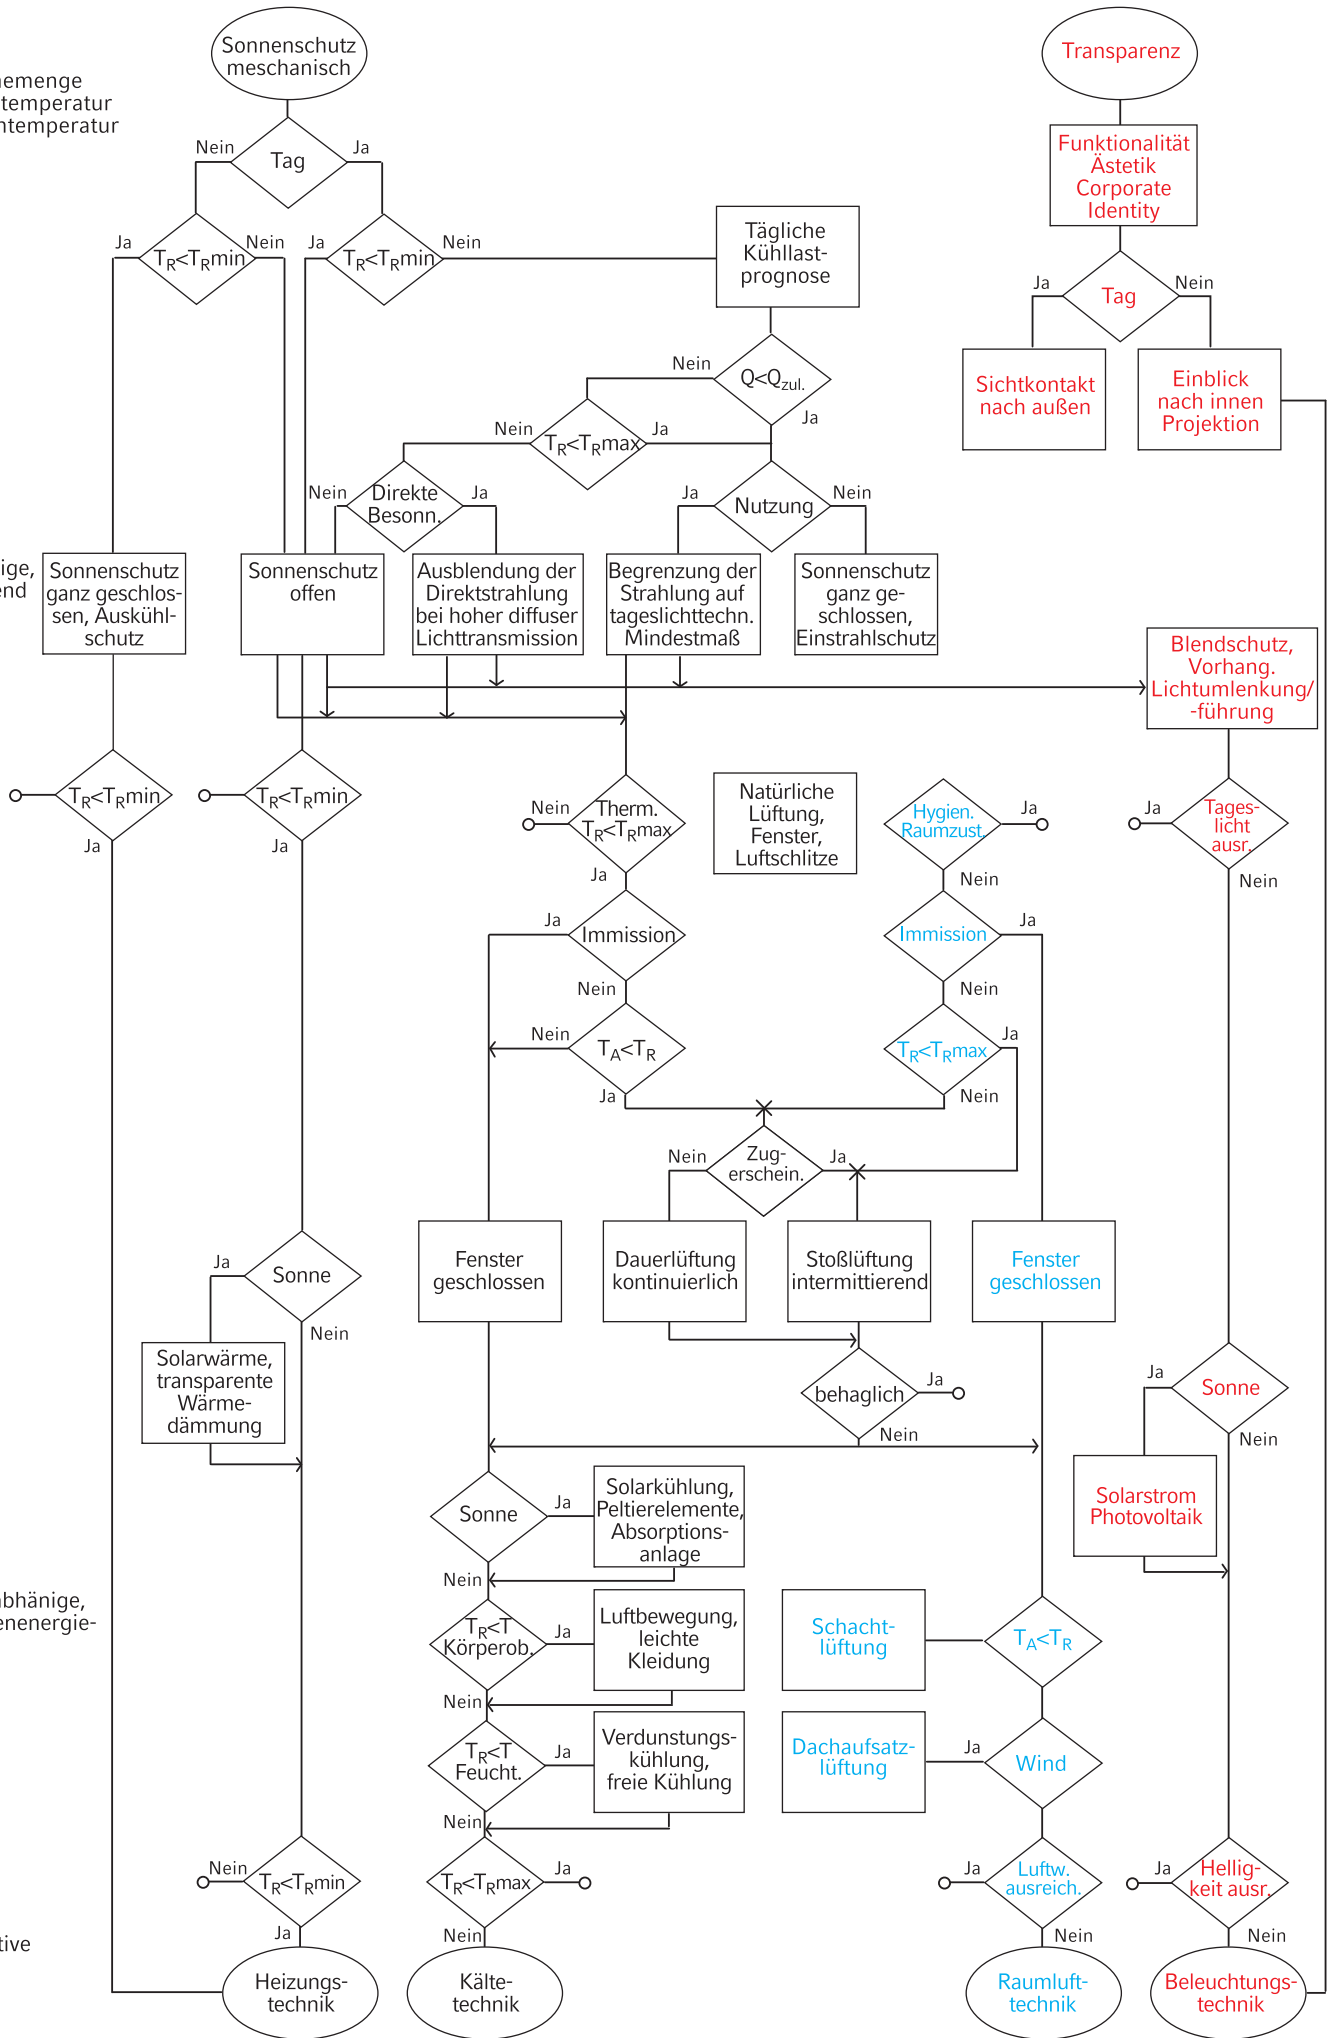 Sonnenschutz
meschanisch
Transparenz
nemenge
temperatur
ntemperatur
Funktionalität
Ästetik
Corporate
Identity
Nein
Ja
Tag
Ja
Nein
Ja
Nein
TR<TRmin
TR<TRmin
Tägliche
Kühllast-
prognose
Ja
Nein
Tag
Nein
Q<Qzul.
Ja
Sichtkontakt
nach außen
Einblick
nach innen
Projektion
Nein
Ja
TR<TRmax
Nein
Ja
Direkte
Besonn.
Ja
Nein
Nutzung
ige,
end
Sonnenschutz
ganz geschlos-
sen, Auskühl-
schutz
Sonnenschutz
offen
Ausblendung der
Direktstrahlung
bei hoher diffuser
Lichttransmission
Begrenzung der
Strahlung auf
tageslichttechn.
Mindestmaß
Sonnenschutz
ganz ge-
schlossen,
Einstrahlschutz
Blendschutz,
Vorhang.
Lichtumlenkung/
-führung
TR<TRmin
Ja
TR<TRmin
Ja
Nein
Therm.
TR<TRmax
Ja
Natürliche
Lüftung,
Fenster,
Luftschlitze
Hygien.
Raumzust.
Ja
Nein
Ja
Tages-
licht
ausr.
Nein
Ja
Immission
Nein
Immission
Ja
Nein
Nein
TA<TR
Ja
TR<TRmax
Ja
Nein
Nein
Zug-
erschein.
Ja
Ja
Sonne
Nein
Fenster
geschlossen
Dauerlüftung
kontinuierlich
Stoßlüftung
intermittierend
Fenster
geschlossen
Solarwärme,
transparente
Wärme-
dämmung
behaglich
Ja
Nein
Ja
Sonne
Nein
Sonne
Ja
Nein
Solarkühlung,
Peltierelemente,
Absorptions-
anlage
Solarstrom
Photovoltaik
bhänige,
enenergie-
TR<T
Körperob.
Ja
Nein
Luftbewegung,
leichte
Kleidung
Schacht-
lüftung
TA<TR
TR<T
Feucht.
Ja
Nein
Verdunstungs-
kühlung,
freie Kühlung
Dachaufsatz-
lüftung
Ja
Wind
Nein
TR<TRmin
Ja
TR<TRmax
Ja
Nein
Ja
Luftw.
ausreich.
Nein
Ja
Hellig-
keit ausr.
Nein
tive
Heizungs-
technik
Kälte-
technik
Raumluft-
technik
Beleuchtungs-
technik